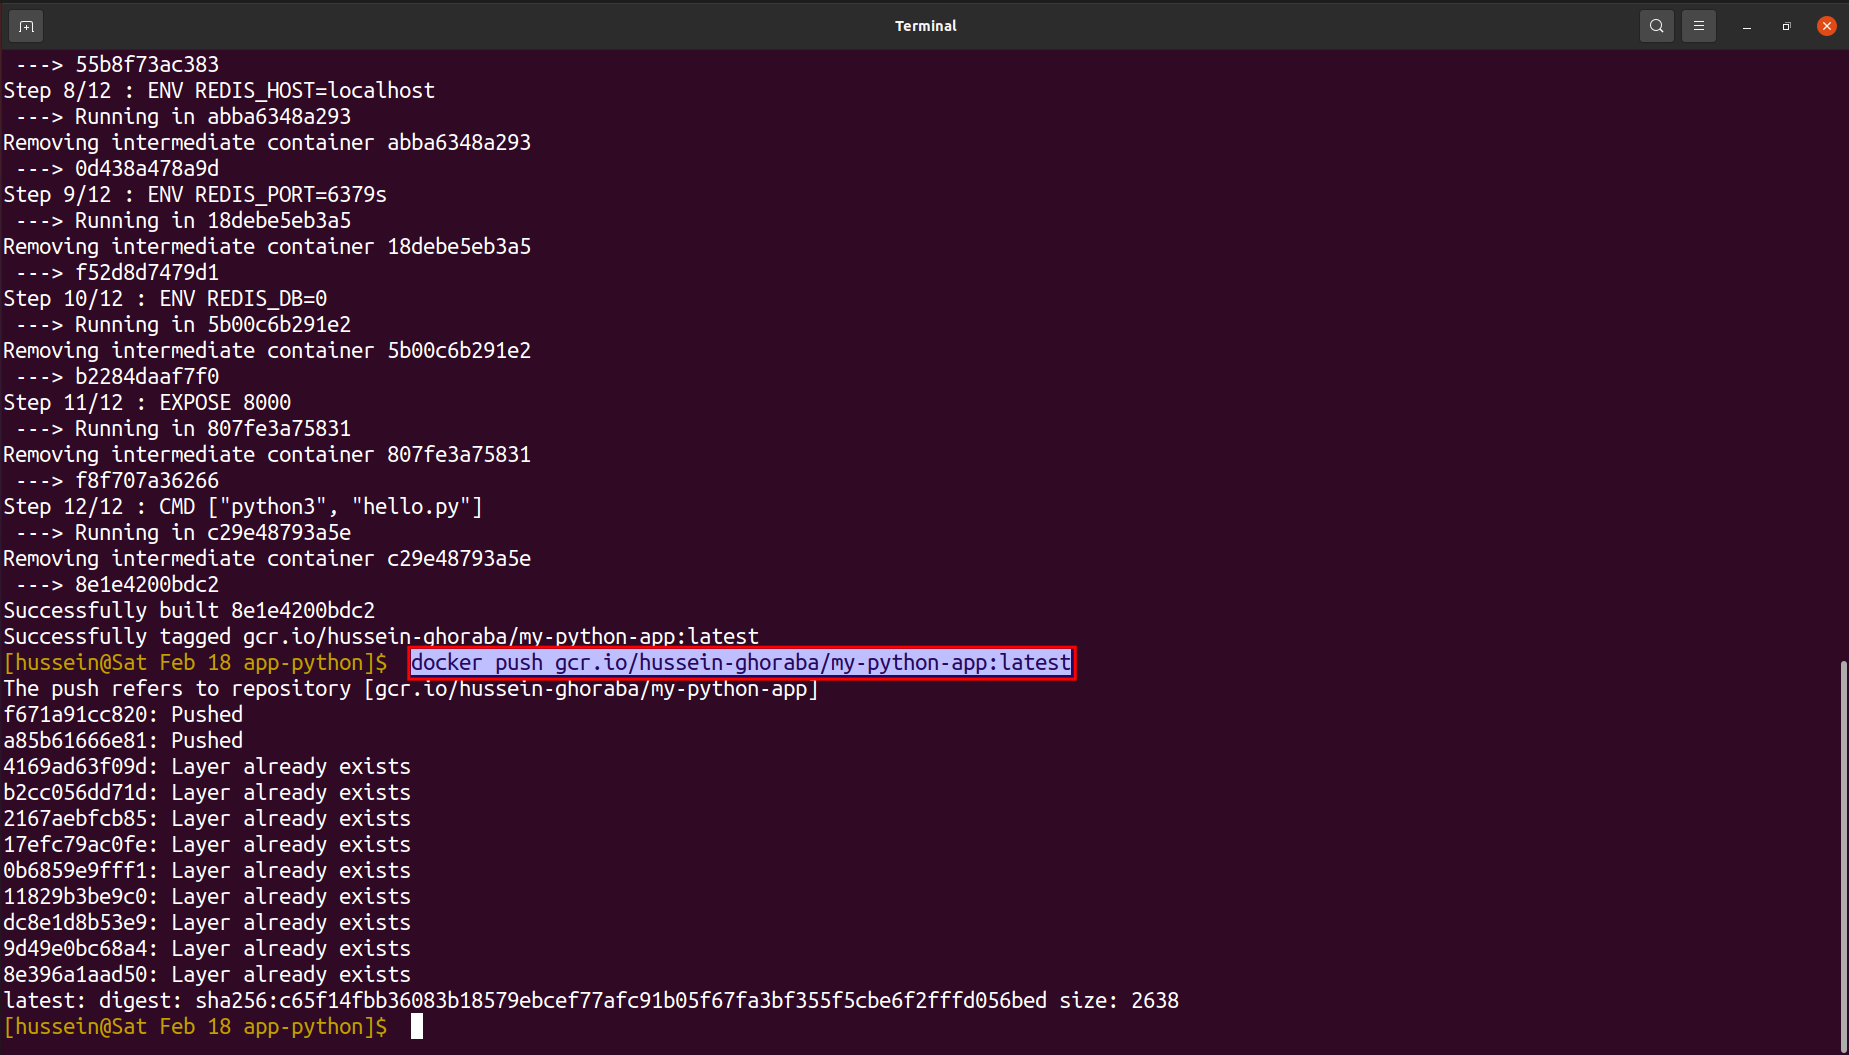 Terminal
---> 55b8f73ac383
Step 8/12 : ENV REDIS_HOST=localhost
---> Running in abba6348a293
Removing intermediate container abba6348a293
---> 0d438a478a9d
Step 9/12 : ENV REDIS_PORT=6379s
---> Running in 18debe5eb3a5
Removing intermediate container 18debe5eb3a5
---> f52d8d7479d1
Step 10/12 : ENV REDIS_DB=0
---> Running in 5b00c6b291e2
Removing intermediate container 5b00c6b291e2
---> b2284daaf7f0
Step 11/12 : EXPOSE 8000
---> Running in 807fe3a75831
Removing intermediate container 807fe3a75831
---> f8f707a36266
Step 12/12 : CMD ["python3", "hello.py"]
---> Running in c29e48793a5e
Removing intermediate container c29e48793a5e
---> 8e1e4200bdc2
Successfully built 8e1e4200bdc2
Successfully tagged gcr.io/hussein-ghoraba/my-python-app:latest
[hussein@Sat Feb 18 app-python]$ docker push gcr.io/hussein-ghoraba/my-python-app:latest
The push refers to repository [gcr.io/hussein-ghoraba/my-python-app]
f671a91cc820: Pushed
a85b61666e81: Pushed
4169ad63f09d: Layer already exists
b2cc056dd71d: Layer already exists
2167aebfcb85: Layer already exists
17efc79ac0fe: Layer already exists
0b6859e9fff1: Layer already exists
11829b3be9c0: Layer already exists
dc8e1d8b53e9: Layer already exists
9d49e0bc68a4: Layer already exists
8e396a1aad50: Layer already exists
latest: digest: sha256:c65f14fbb36083b18579ebcef77afc91b05f67fa3bf355f5cbe6f2fffd056bed size: 2638
[hussein@Sat Feb 18 app-python]$